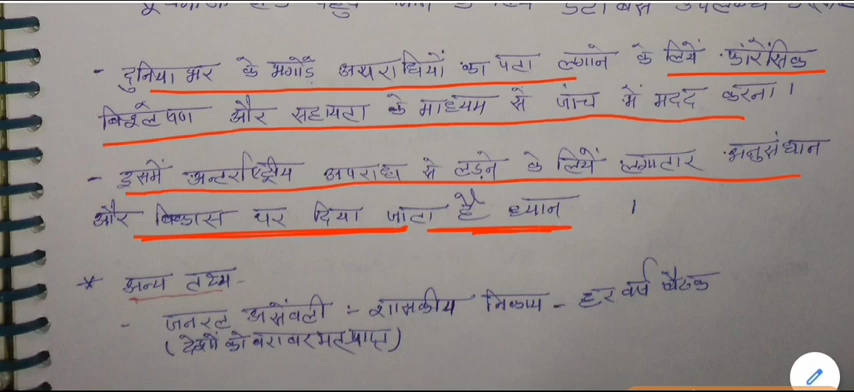 - दुनिया भर के भगोड़े अपराधियों का पता लगाने के लिये फोरेंसिक
विश्लेषण और सहायता के माध्यम से जांच में मदद करना।
- इसमें अन्तर्राष्ट्रीय अपराध से लड़ने के लिये लगातार अनुसंधान
और विकास पर दिया जाता है ध्यान ।
* अन्य तथ्य -
- जनरल असेंबली :- शासकीय निकाय - हर वर्ष बैठक
(देशों को बराबर मत प्राप्त)